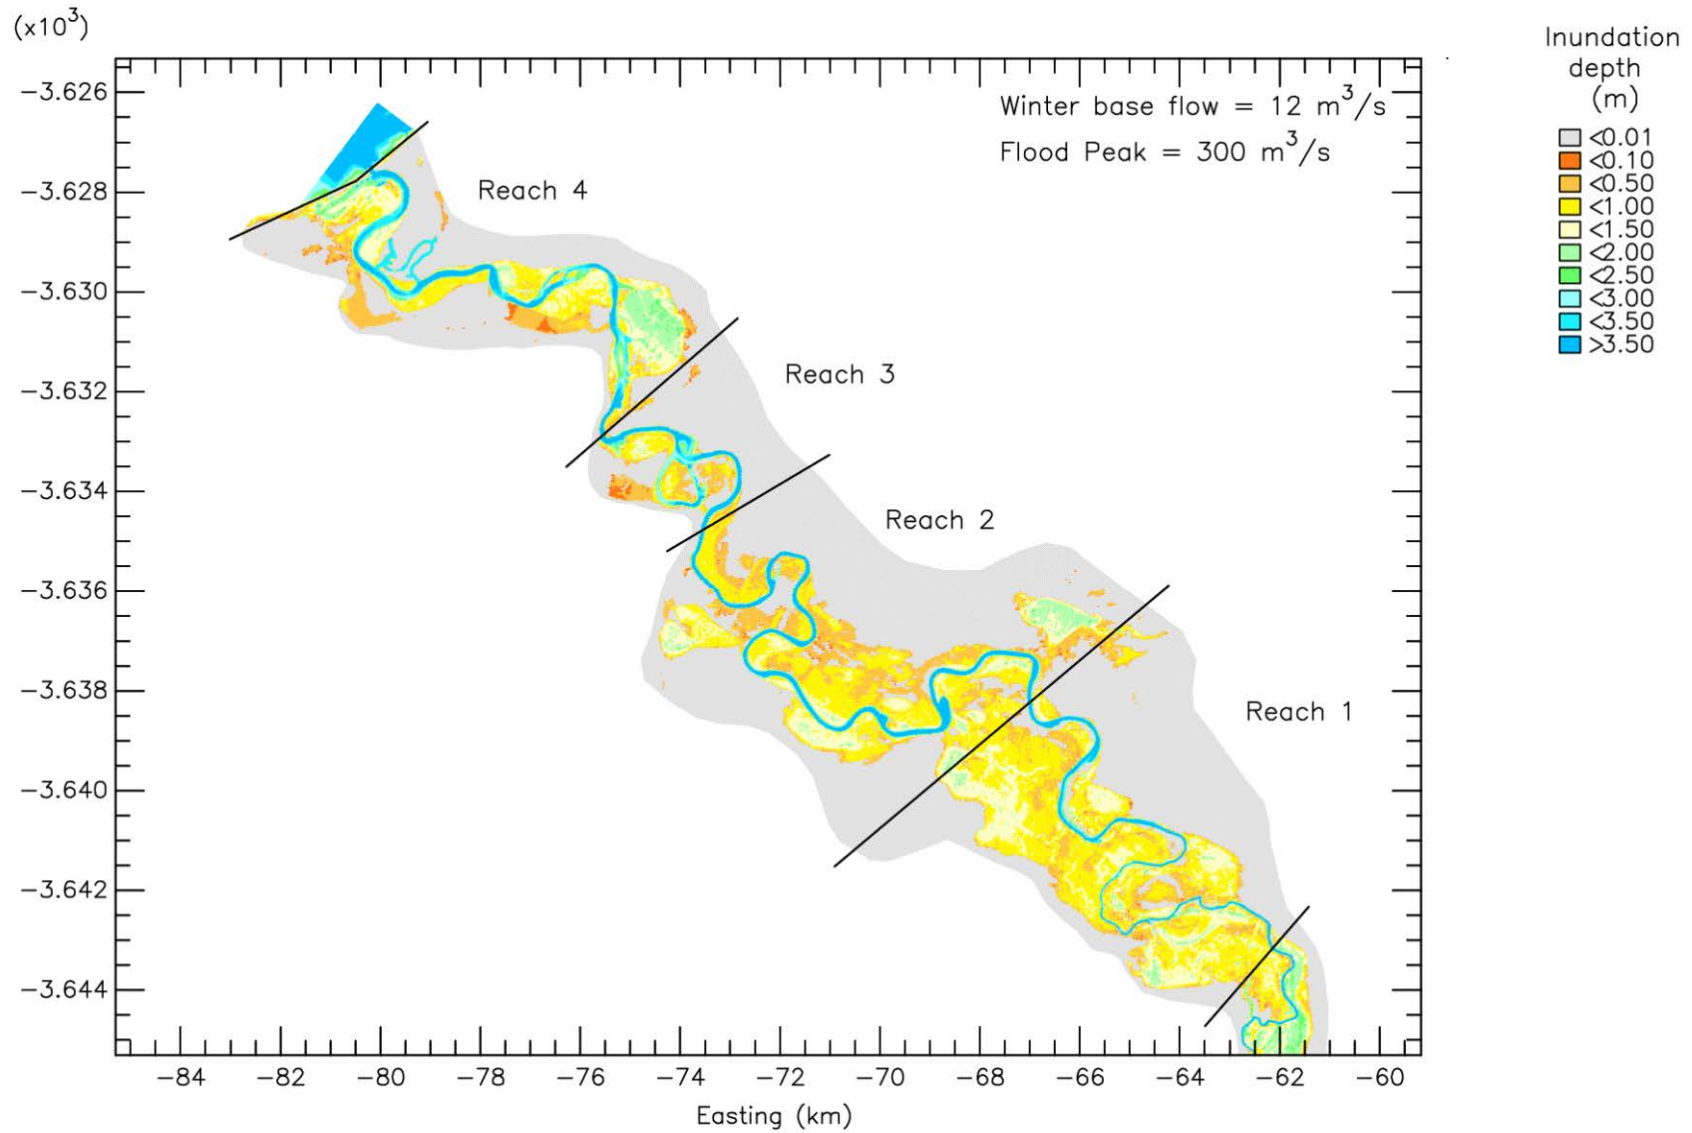 (x10³)
Inundation
depth
(m)
<0.01
<0.10
<0.50
<1.00
<1.50
<2.00
<2.50
<3.00
<3.50
>3.50
Winter base flow = 12 m³/s
Flood Peak = 300 m³/s
−3.626
−3.628
−3.630
−3.632
−3.634
−3.636
−3.638
−3.640
−3.642
−3.644
Reach 4
Reach 3
Reach 2
Reach 1
−84 −82 −80 −78 −76 −74 −72 −70 −68 −66 −64 −62 −60
Easting (km)